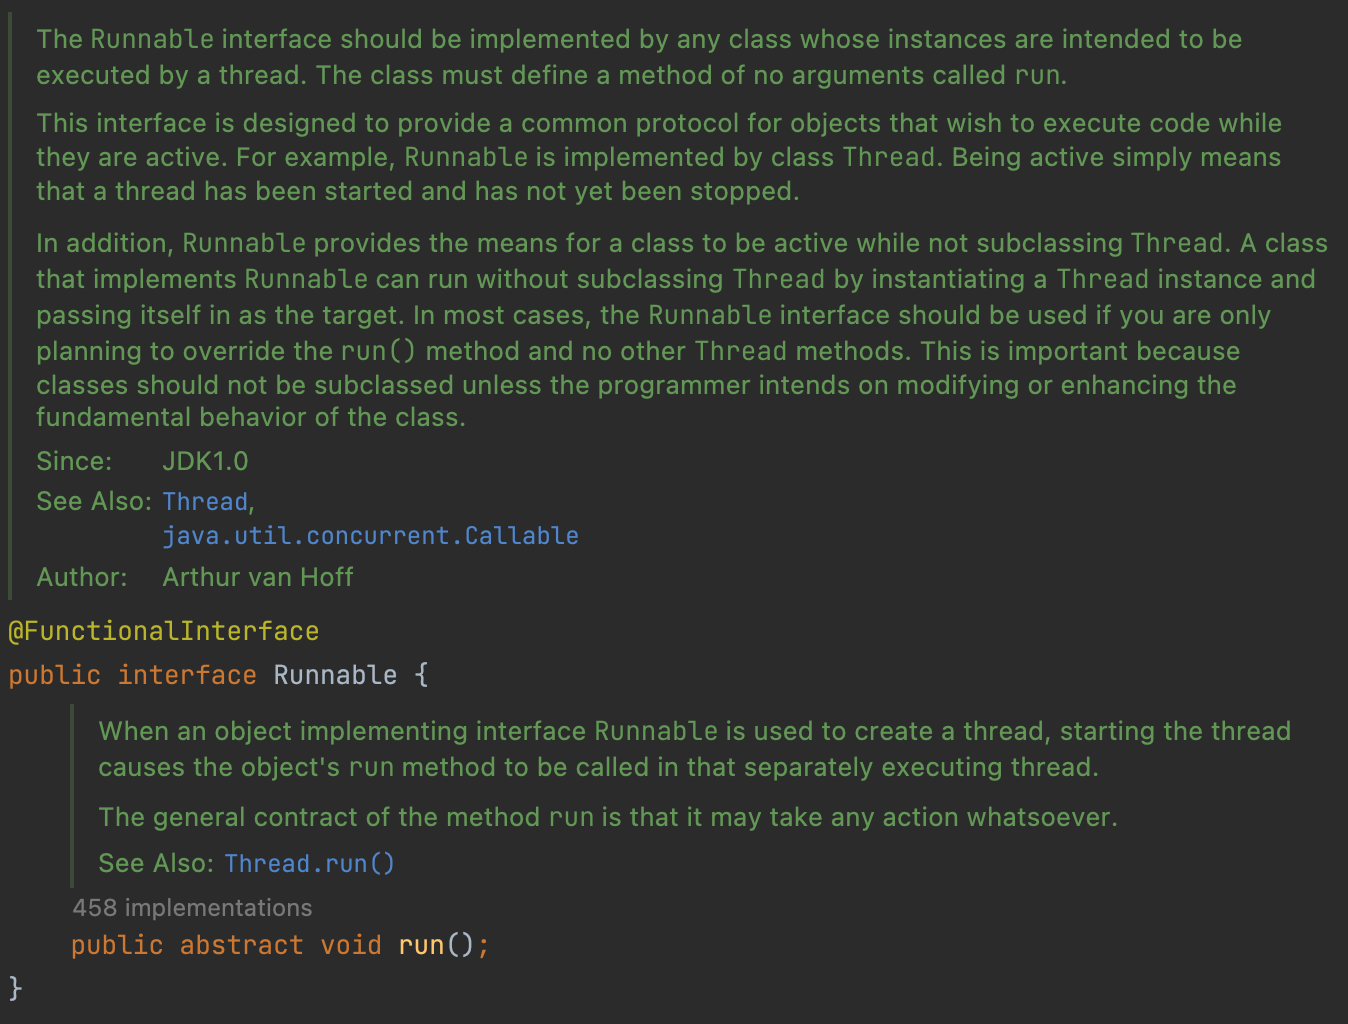 The Runnable interface should be implemented by any class whose instances are intended to be
executed by a thread. The class must define a method of no arguments called run.
This interface is designed to provide a common protocol for objects that wish to execute code while
they are active. For example, Runnable is implemented by class Thread. Being active simply means
that a thread has been started and has not yet been stopped.
In addition, Runnable provides the means for a class to be active while not subclassing Thread. A class
that implements Runnable can run without subclassing Thread by instantiating a Thread instance and
passing itself in as the target. In most cases, the Runnable interface should be used if you are only
planning to override the run() method and no other Thread methods. This is important because
classes should not be subclassed unless the programmer intends on modifying or enhancing the
fundamental behavior of the class.
Since: JDK1.0
See Also: Thread,
java.util.concurrent.Callable
Author: Arthur van Hoff
@FunctionalInterface
public interface Runnable {
When an object implementing interface Runnable is used to create a thread, starting the thread
causes the object's run method to be called in that separately executing thread.
The general contract of the method run is that it may take any action whatsoever.
See Also: Thread.run()
458 implementations
public abstract void run();
}